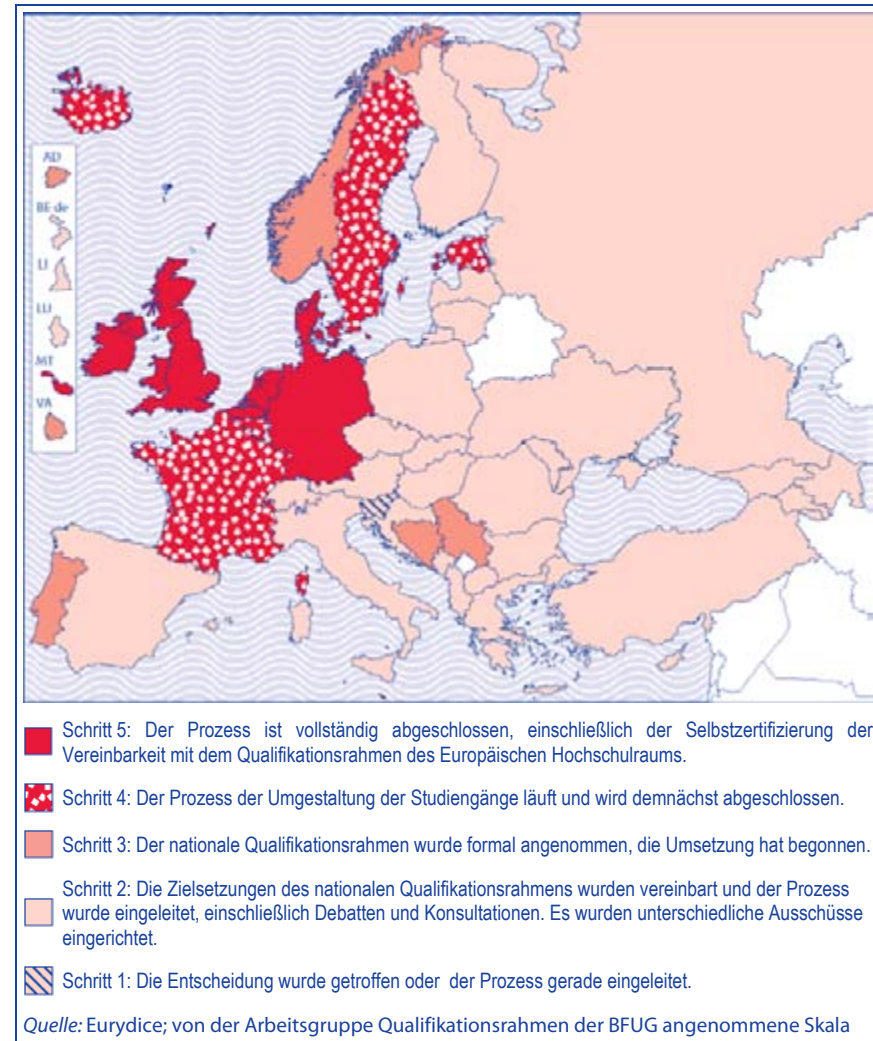 AD
BE-de
LI
LU
MT
VA
Schritt 5: Der Prozess ist vollständig abgeschlossen, einschließlich der Selbstzertifizierung der
Vereinbarkeit mit dem Qualifikationsrahmen des Europäischen Hochschulraums.
Schritt 4: Der Prozess der Umgestaltung der Studiengänge läuft und wird demnächst abgeschlossen.
Schritt 3: Der nationale Qualifikationsrahmen wurde formal angenommen, die Umsetzung hat begonnen.
Schritt 2: Die Zielsetzungen des nationalen Qualifikationsrahmens wurden vereinbart und der Prozess
wurde eingeleitet, einschließlich Debatten und Konsultationen. Es wurden unterschiedliche Ausschüsse
eingerichtet.
Schritt 1: Die Entscheidung wurde getroffen oder der Prozess gerade eingeleitet.
Quelle: Eurydice; von der Arbeitsgruppe Qualifikationsrahmen der BFUG angenommene Skala